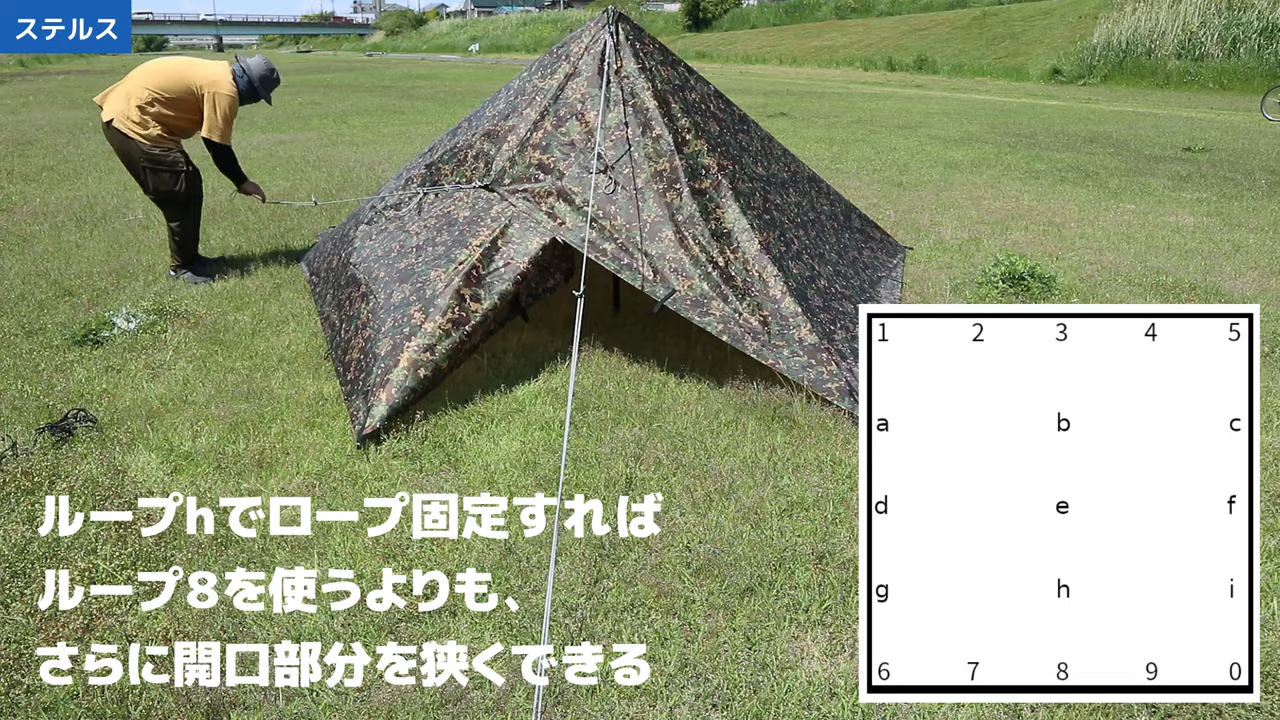 ステルス
1 2 3 4 5
a b c
d e f
g h i
6 7 8 9 0
ループhでロープ固定すれば
ループ8を使うよりも、
さらに開口部分を狭くできる